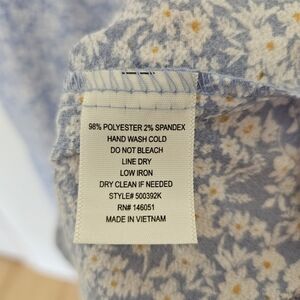 98% POLYESTER 2% SPANDEX
HAND WASH COLD
DO NOT BLEACH
LINE DRY
LOW IRON
DRY CLEAN IF NEEDED
STYLE# 500392K
RN# 146051
MADE IN VIETNAM